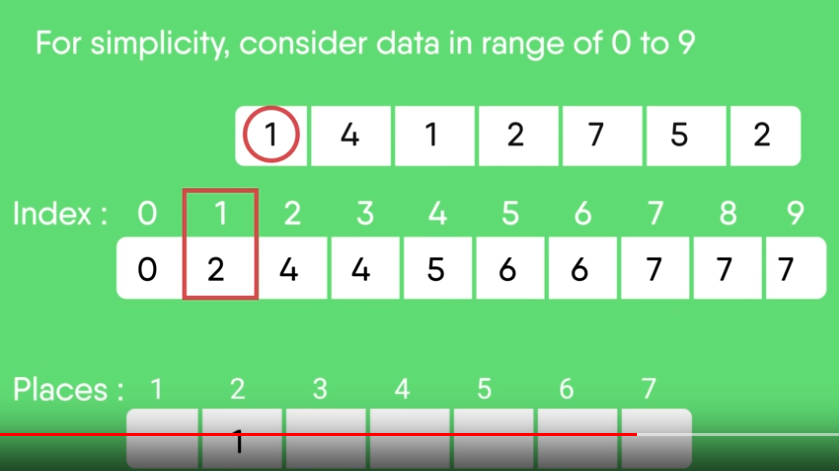 For simplicity, consider data in range of 0 to 9
1 4 1 2 7 5 2
Index : 0 1 2 3 4 5 6 7 8 9
0 2 4 4 5 6 6 7 7 7
Places : 1 2 3 4 5 6 7
1